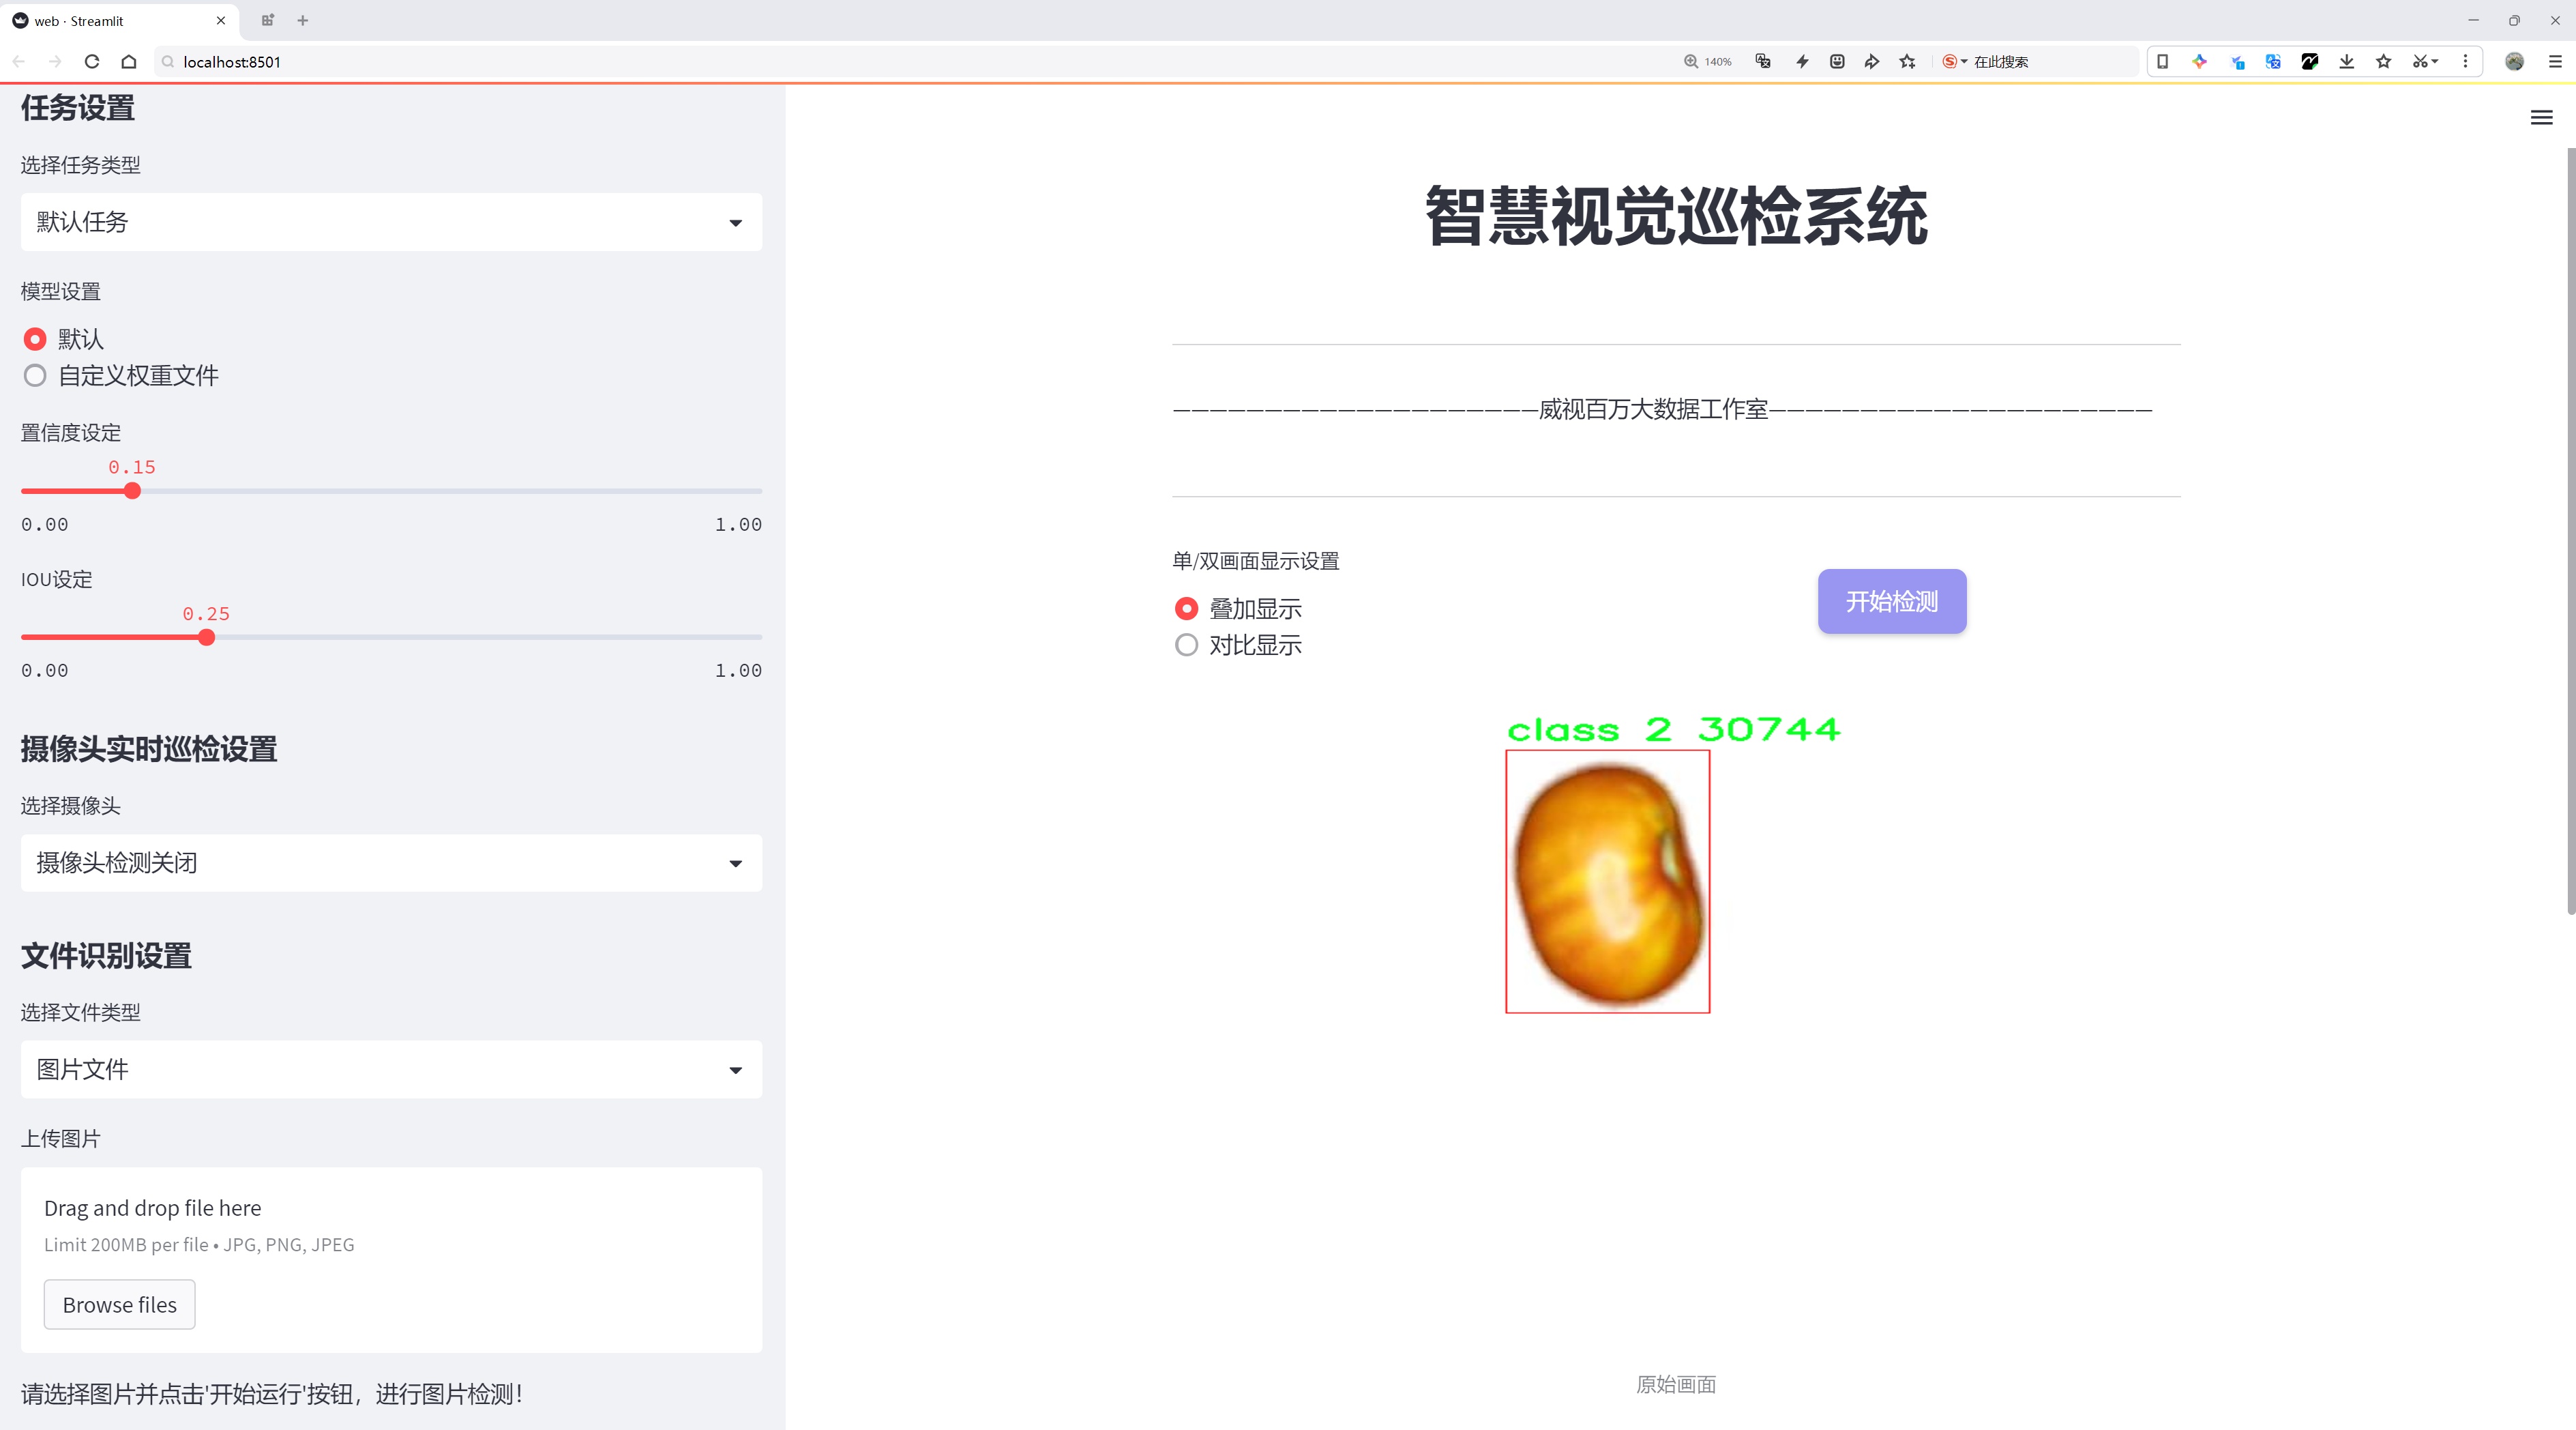 web · Streamlit
localhost:8501
140%
在此搜索
任务设置
选择任务类型
默认任务
模型设置
默认
自定义权重文件
置信度设定
0.15
0.00 1.00
IOU设定
0.25
0.00 1.00
摄像头实时巡检设置
选择摄像头
摄像头检测关闭
文件识别设置
选择文件类型
图片文件
上传图片
Drag and drop file here
Limit 200MB per file • JPG, PNG, JPEG
Browse files
请选择图片并点击'开始运行'按钮，进行图片检测！
智慧视觉巡检系统
————————————————————威视百万大数据工作室—————————————————————
单/双画面显示设置
叠加显示
对比显示
开始检测
class 2 30744
原始画面